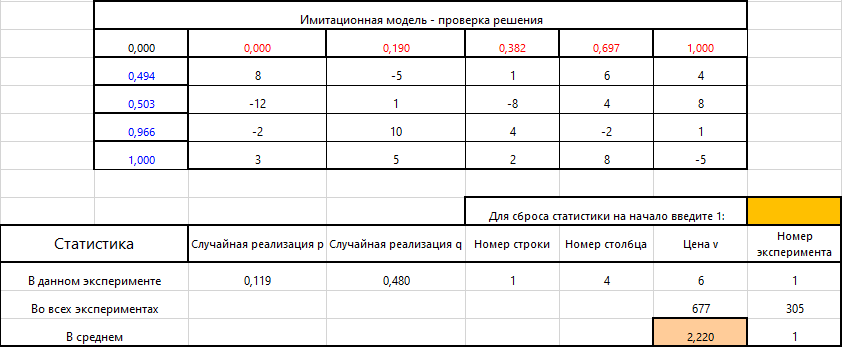 Имитационная модель - проверка решения
0,000 0,000 0,190 0,382 0,697 1,000
0,494 8 -5 1 6 4
0,503 -12 1 -8 4 8
0,966 -2 10 4 -2 1
1,000 3 5 2 8 -5
Для сброса статистики на начало введите 1:
Статистика Случайная реализация p Случайная реализация q Номер строки Номер столбца Цена v Номер
эксперимента
В данном эксперименте 0,119 0,480 1 4 6 1
Во всех экспериментах 677 305
В среднем 2,220 1